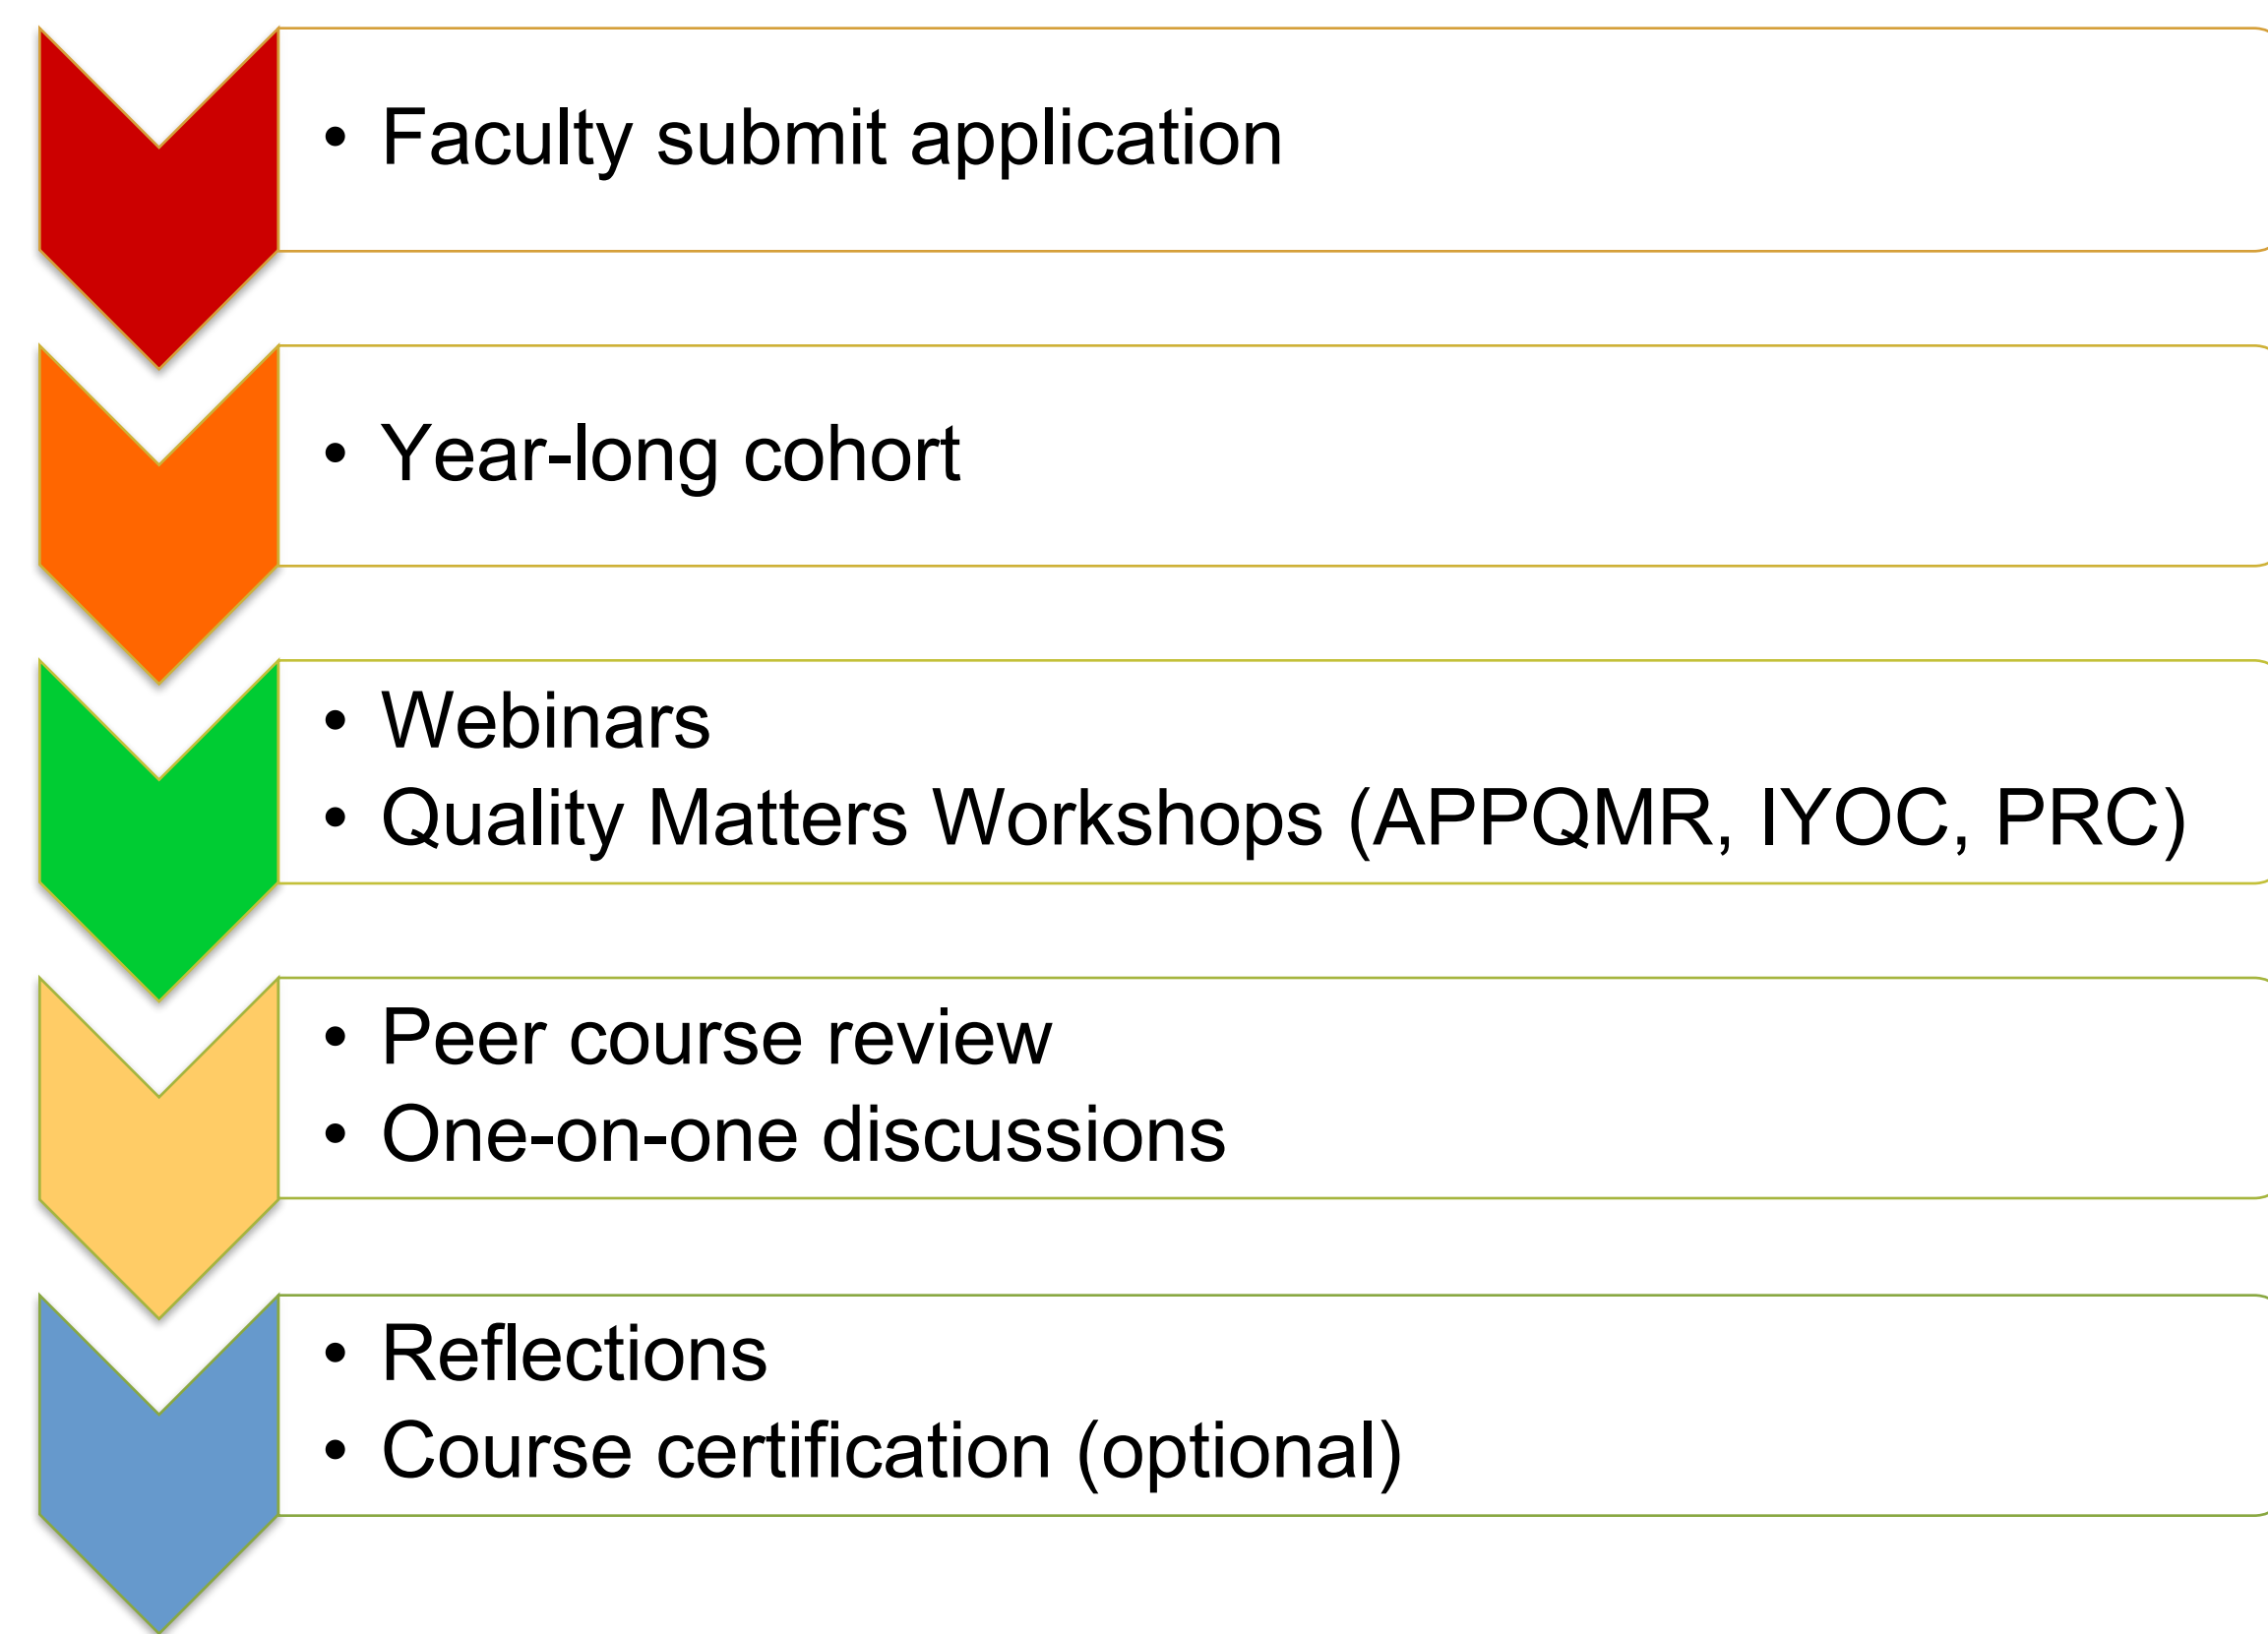 • Faculty submit application
• Year-long cohort
• Webinars
• Quality Matters Workshops (APPQMR, IYOC, PRC)
• Peer course review
• One-on-one discussions
• Reflections
• Course certification (optional)